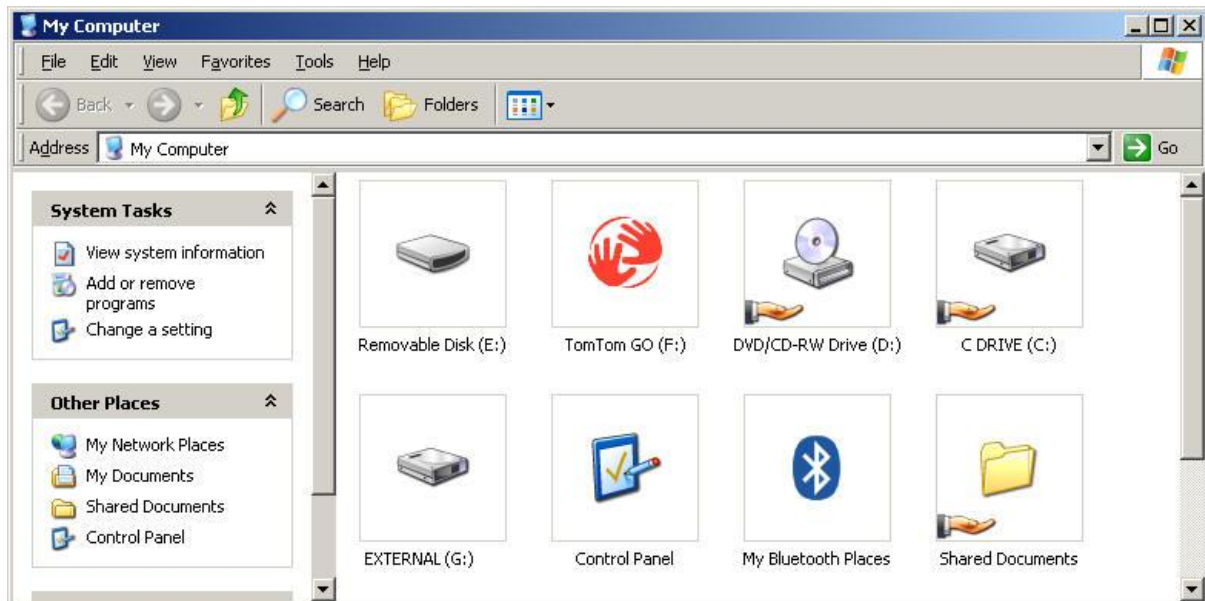 My Computer
File Edit View Favorites Tools Help
Back Search Folders
Address My Computer Go
System Tasks
View system information
Add or remove
programs
Change a setting
Other Places
My Network Places
My Documents
Shared Documents
Control Panel
Removable Disk (E:) TomTom GO (F:) DVD/CD-RW Drive (D:) C DRIVE (C:)
EXTERNAL (G:) Control Panel My Bluetooth Places Shared Documents